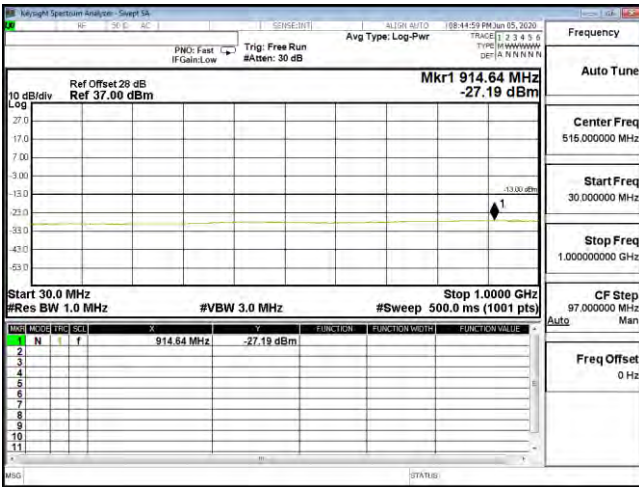 Keysight Spectrum Analyzer - Swept SA
RF 50 Ω AC SENSE:INT ALIGN AUTO 08:44:59 PM Jun 05, 2020
Avg Type: Log-Pwr TRACE 1 2 3 4 5 6
PNO: Fast Trig: Free Run TYPE M WWWWW
IFGain:Low #Atten: 30 dB DET A N N N N N
Frequency
Auto Tune
Center Freq
515.000000 MHz
Start Freq
30.000000 MHz
Stop Freq
1.000000000 GHz
CF Step
97.000000 MHz
Auto Man
Freq Offset
0 Hz
Mkr1 914.64 MHz
-27.19 dBm
Ref Offset 28 dB
10 dB/div Ref 37.00 dBm
Log
27.0
17.0
7.00
-3.00
-13.0
-13.00 dBm
-23.0
1
-33.0
-43.0
-53.0
Start 30.0 MHz Stop 1.0000 GHz
#Res BW 1.0 MHz #VBW 3.0 MHz #Sweep 500.0 ms (1001 pts)
MKR MODE TRC SCL X Y FUNCTION FUNCTION WIDTH FUNCTION VALUE
1 N 1 f 914.64 MHz -27.19 dBm
2
3
4
5
6
7
8
9
10
11
MSG STATUS